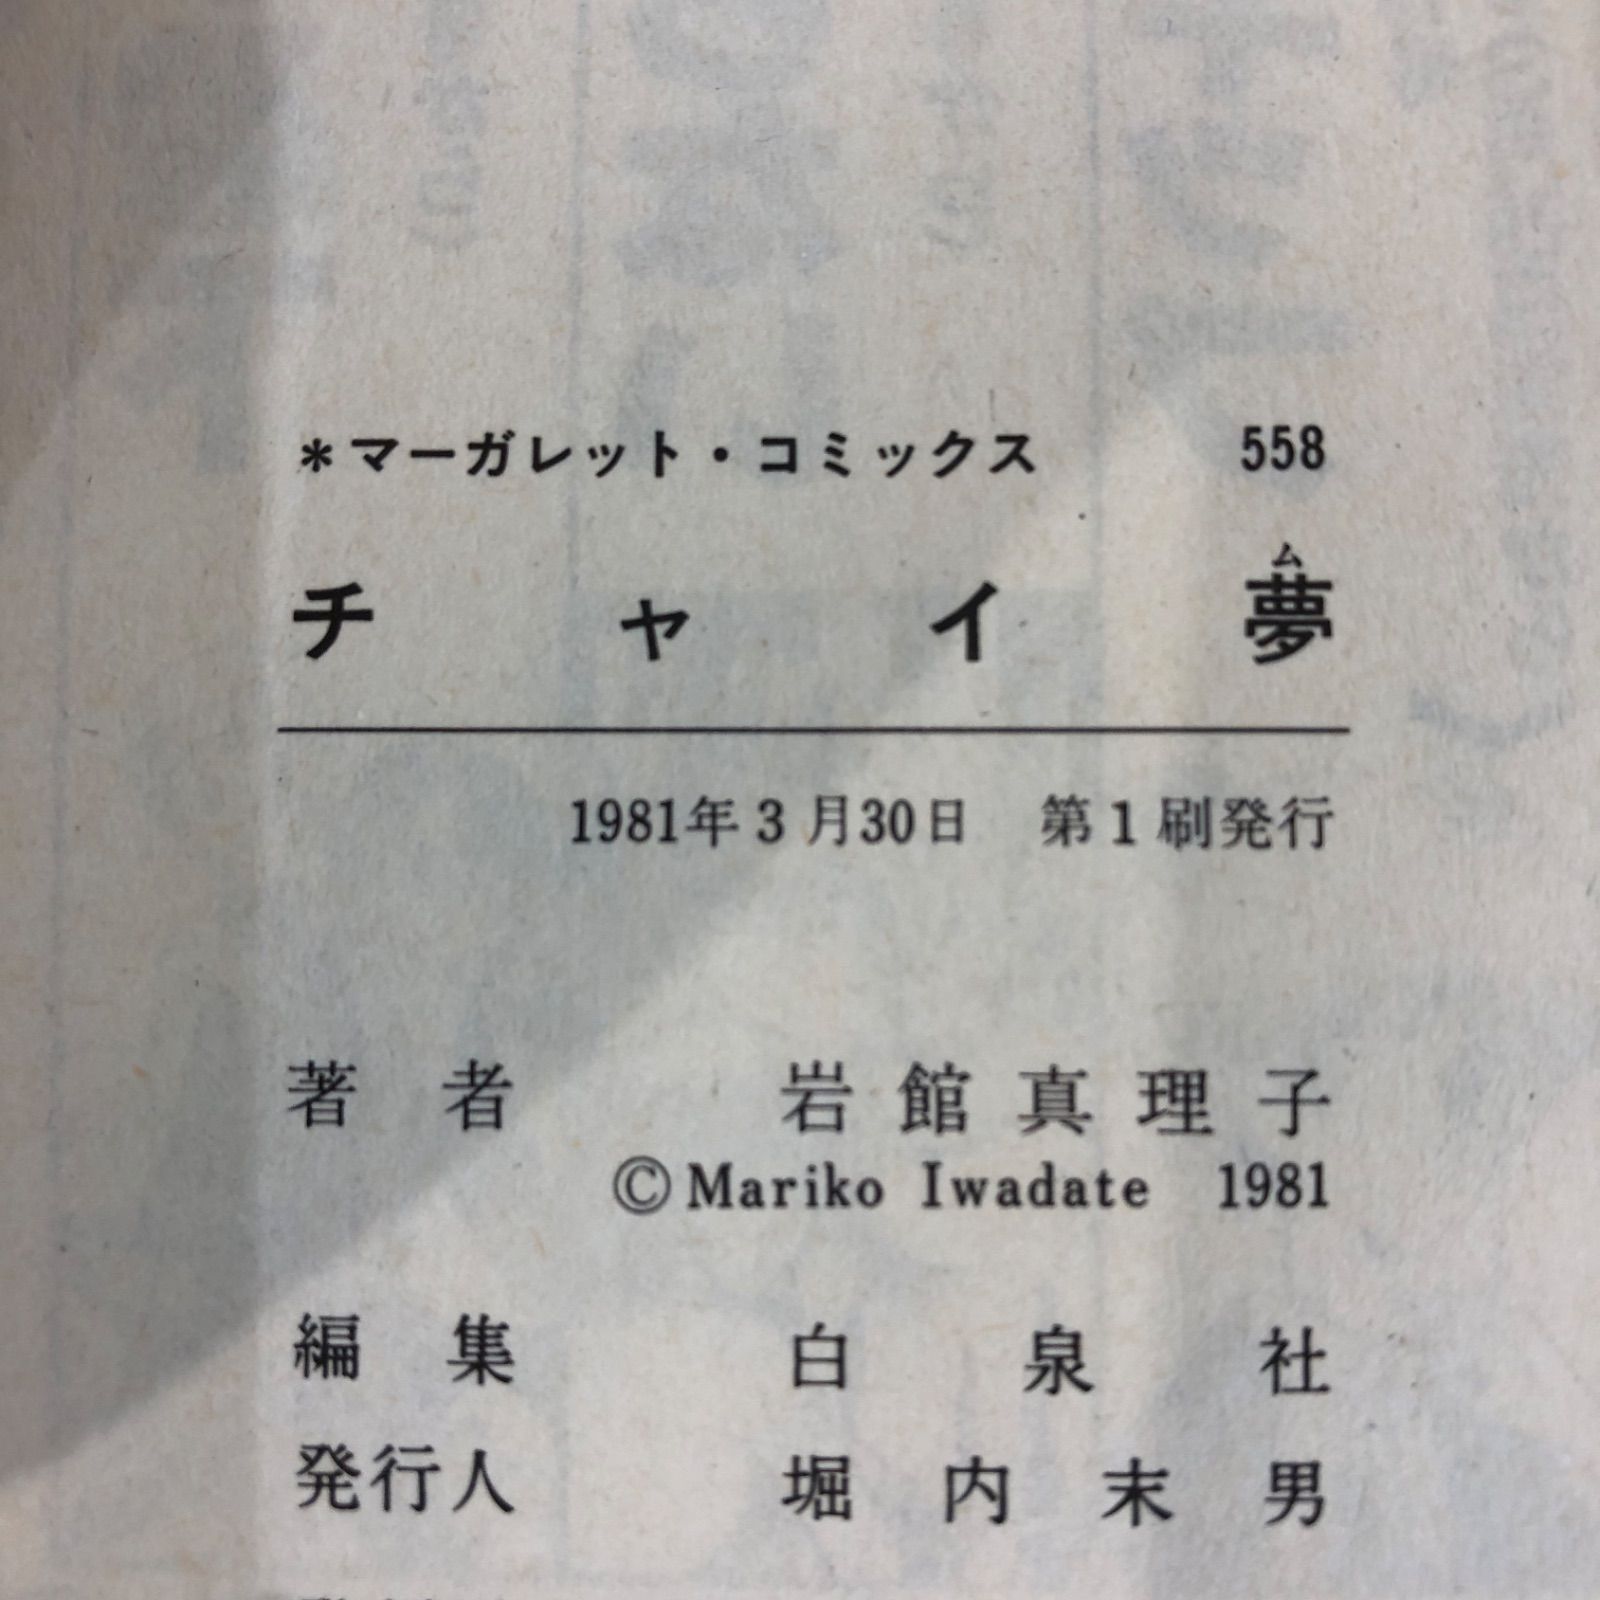 ＊マーガレット・コミックス 558
チャイ夢
ム
1981年3月30日 第1刷発行
著者 岩館真理子
©Mariko Iwadate 1981
編集 白泉社
発行人 堀内末男